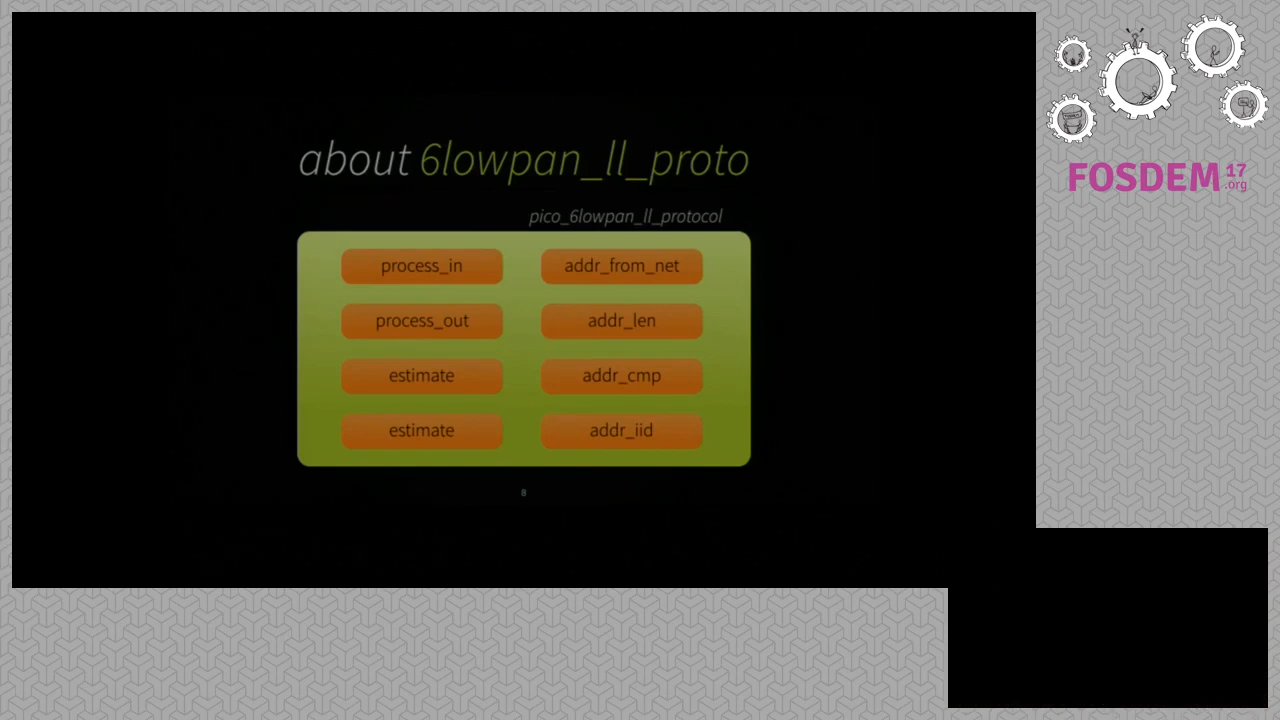 about 6lowpan_ll_proto
pico_6lowpan_ll_protocol
process_in
addr_from_net
process_out
addr_len
estimate
addr_cmp
estimate
addr_iid
8
FOSDEM 17
.org